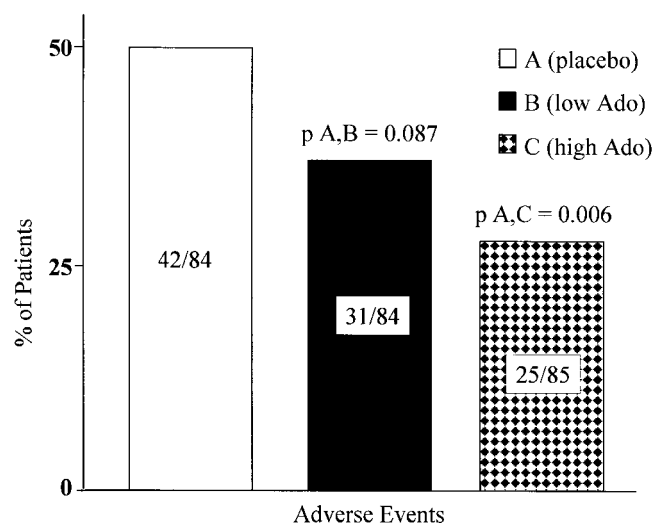 50
A (placebo)
B (low Ado)
p A,B = 0.087
C (high Ado)
p A,C = 0.006
% of Patients
42/84
25
31/84
25/85
0
Adverse Events